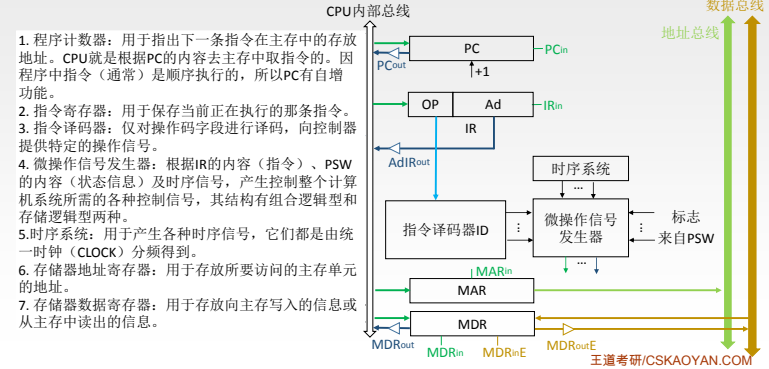 CPU内部总线
数据总线
地址总线
1. 程序计数器：用于指出下一条指令在主存中的存放
地址。CPU就是根据PC的内容去主存中取指令的。因
程序中指令（通常）是顺序执行的，所以PC有自增
功能。
2. 指令寄存器：用于保存当前正在执行的那条指令。
3. 指令译码器：仅对操作码字段进行译码，向控制器
提供特定的操作信号。
4. 微操作信号发生器：根据IR的内容（指令）、PSW
的内容（状态信息）及时序信号，产生控制整个计算
机系统所需的各种控制信号，其结构有组合逻辑型和
存储逻辑型两种。
5.时序系统：用于产生各种时序信号，它们都是由统
一时钟（CLOCK）分频得到。
6. 存储器地址寄存器：用于存放所要访问的主存单元
的地址。
7. 存储器数据寄存器：用于存放向主存写入的信息或
从主存中读出的信息。
PC
PCin
PCout
+1
OP
Ad
IRin
IR
AdIRout
时序系统
...
指令译码器ID
⋮
微操作信号
发生器
⋮
标志
来自PSW
...
MARin
MAR
MDR
MDRout
MDRin
MDRinE
MDRoutE
王道考研/CSKAOYAN.COM